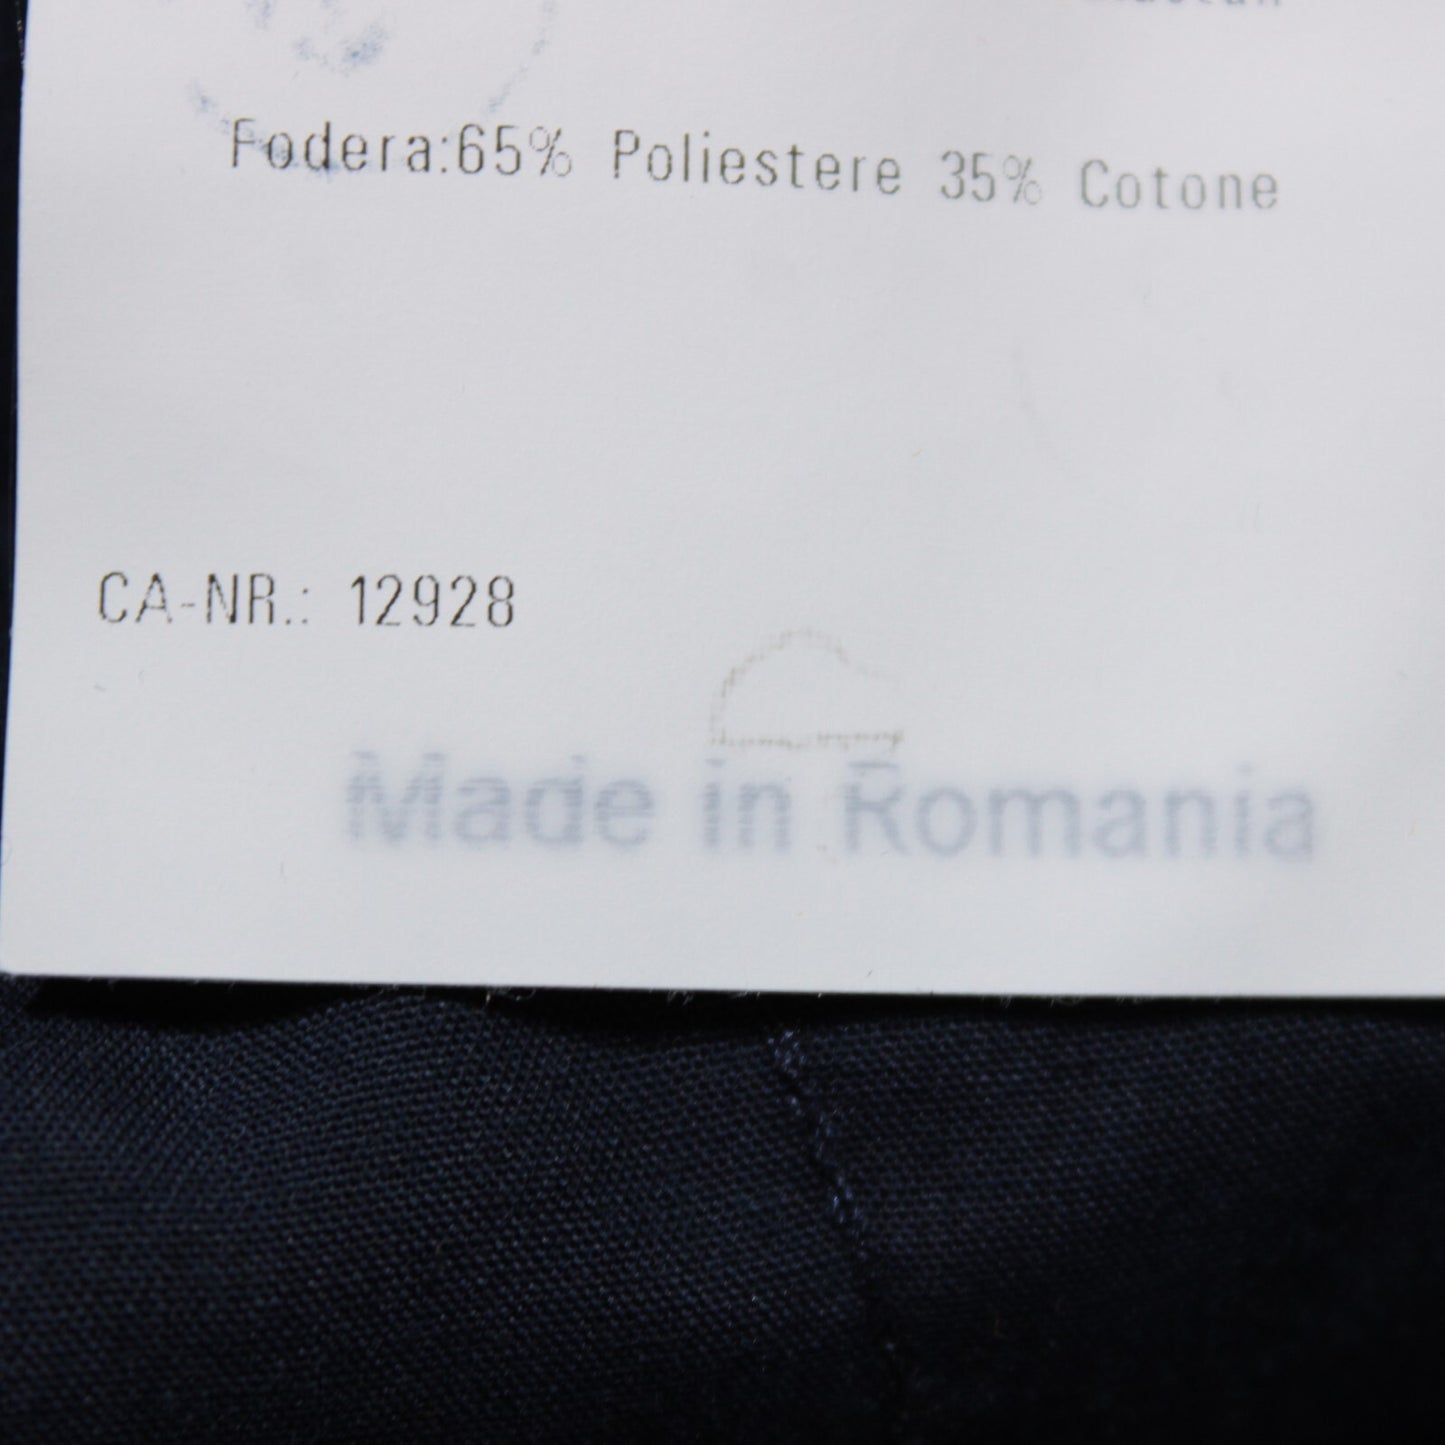 Fodera:65% Poliestere 35% Cotone
CA-NR.: 12928
Made in Romania